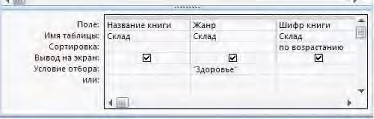 Поле: Название книги Жанр Шифр книги
Имя таблицы: Склад Склад Склад
Сортировка: по возрастанию
Вывод на экран:
Условие отбора: "Здоровье"
или: